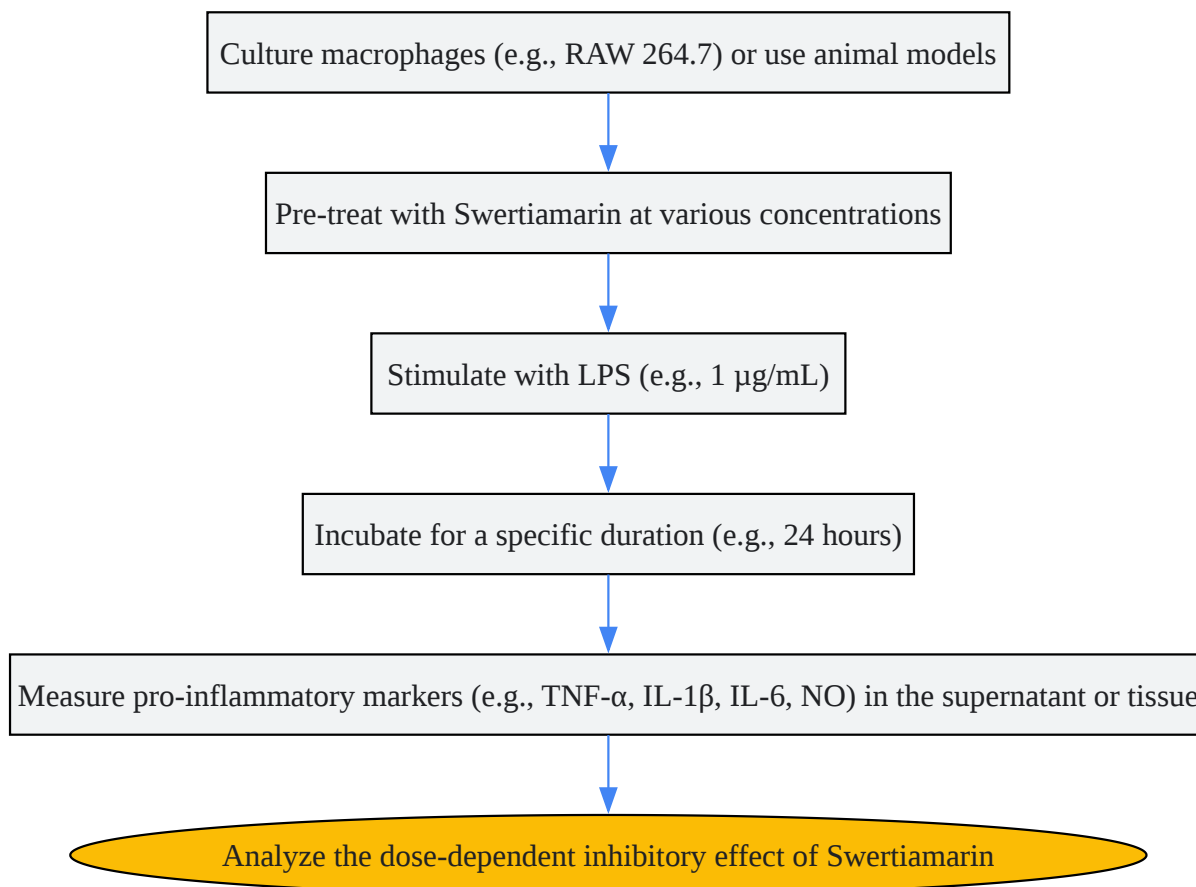 Culture macrophages (e.g., RAW 264.7) or use animal models
Pre-treat with Swertiamarin at various concentrations
Stimulate with LPS (e.g., 1 µg/mL)
Incubate for a specific duration (e.g., 24 hours)
Measure pro-inflammatory markers (e.g., TNF-α, IL-1β, IL-6, NO) in the supernatant or tissue
Analyze the dose-dependent inhibitory effect of Swertiamarin